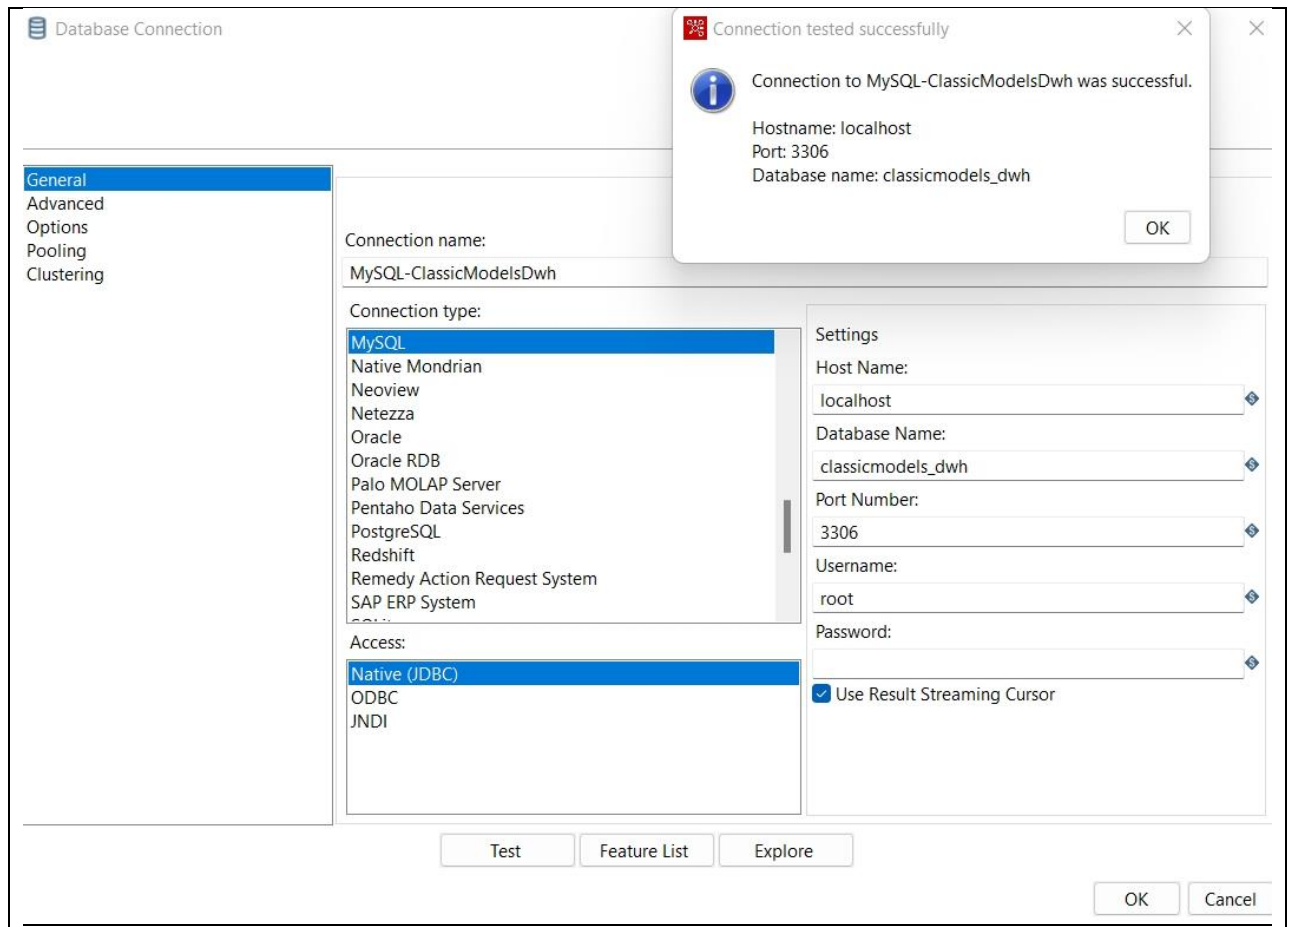 Database Connection
Connection tested successfully
Connection to MySQL-ClassicModelsDwh was successful.
Hostname: localhost
Port: 3306
Database name: classicmodels_dwh
OK
General
Advanced
Options
Pooling
Clustering
Connection name:
MySQL-ClassicModelsDwh
Connection type:
MySQL
Native Mondrian
Neoview
Netezza
Oracle
Oracle RDB
Palo MOLAP Server
Pentaho Data Services
PostgreSQL
Redshift
Remedy Action Request System
SAP ERP System
Access:
Native (JDBC)
ODBC
JNDI
Settings
Host Name:
localhost
Database Name:
classicmodels_dwh
Port Number:
3306
Username:
root
Password:
Use Result Streaming Cursor
Test
Feature List
Explore
OK
Cancel